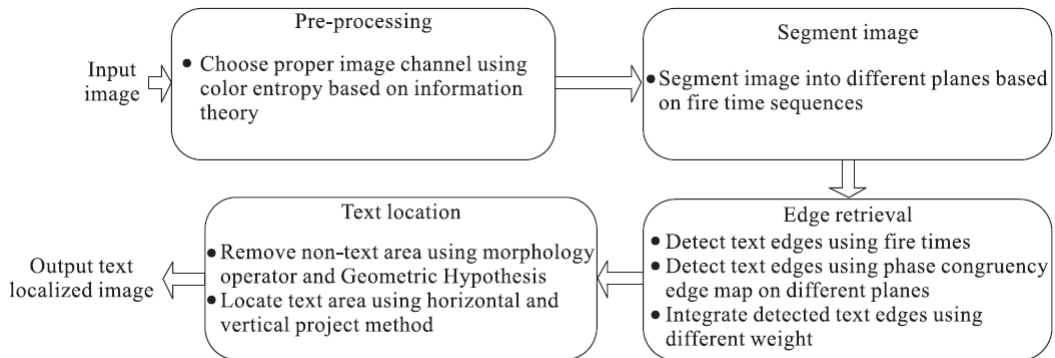 Pre-processing
Input
image
● Choose proper image channel using
color entropy based on information
theory
Segment image
● Segment image into different planes based
on fire time sequences
Edge retrieval
● Detect text edges using fire times
● Detect text edges using phase congruency
edge map on different planes
● Integrate detected text edges using
different weight
Text location
● Remove non-text area using morphology
operator and Geometric Hypothesis
● Locate text area using horizontal and
vertical project method
Output text
localized image